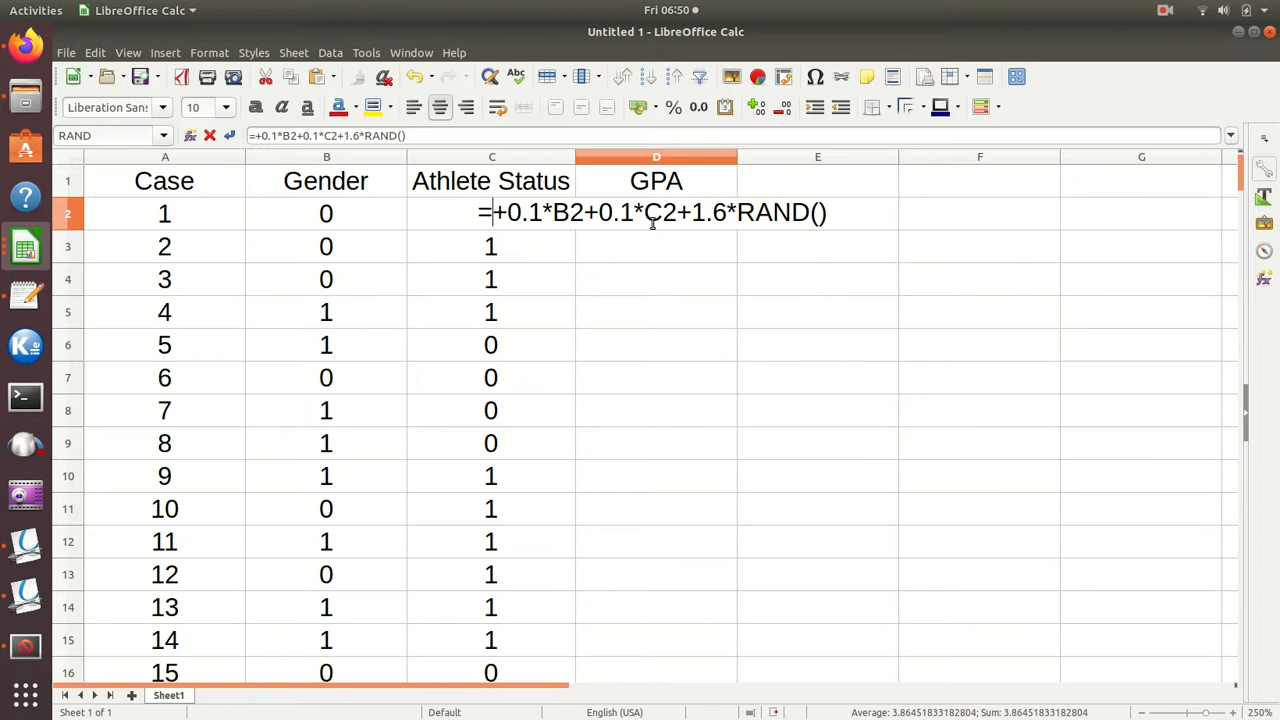 Activities LibreOffice Calc Fri 06:50
Untitled 1 - LibreOffice Calc
File Edit View Insert Format Styles Sheet Data Tools Window Help
Liberation Sans 10
RAND =+0.1*B2+0.1*C2+1.6*RAND()
A B C D E F G
1 Case Gender Athlete Status GPA
2 1 0 =+0.1*B2+0.1*C2+1.6*RAND()
3 2 0 1
4 3 0 1
5 4 1 1
6 5 1 0
7 6 0 0
8 7 1 0
9 8 1 0
10 9 1 1
11 10 0 1
12 11 1 1
13 12 0 1
14 13 1 1
15 14 1 1
16 15 0 0
Sheet1
Sheet 1 of 1 Default English (USA) Average: 3.86451833182804; Sum: 3.86451833182804 250%